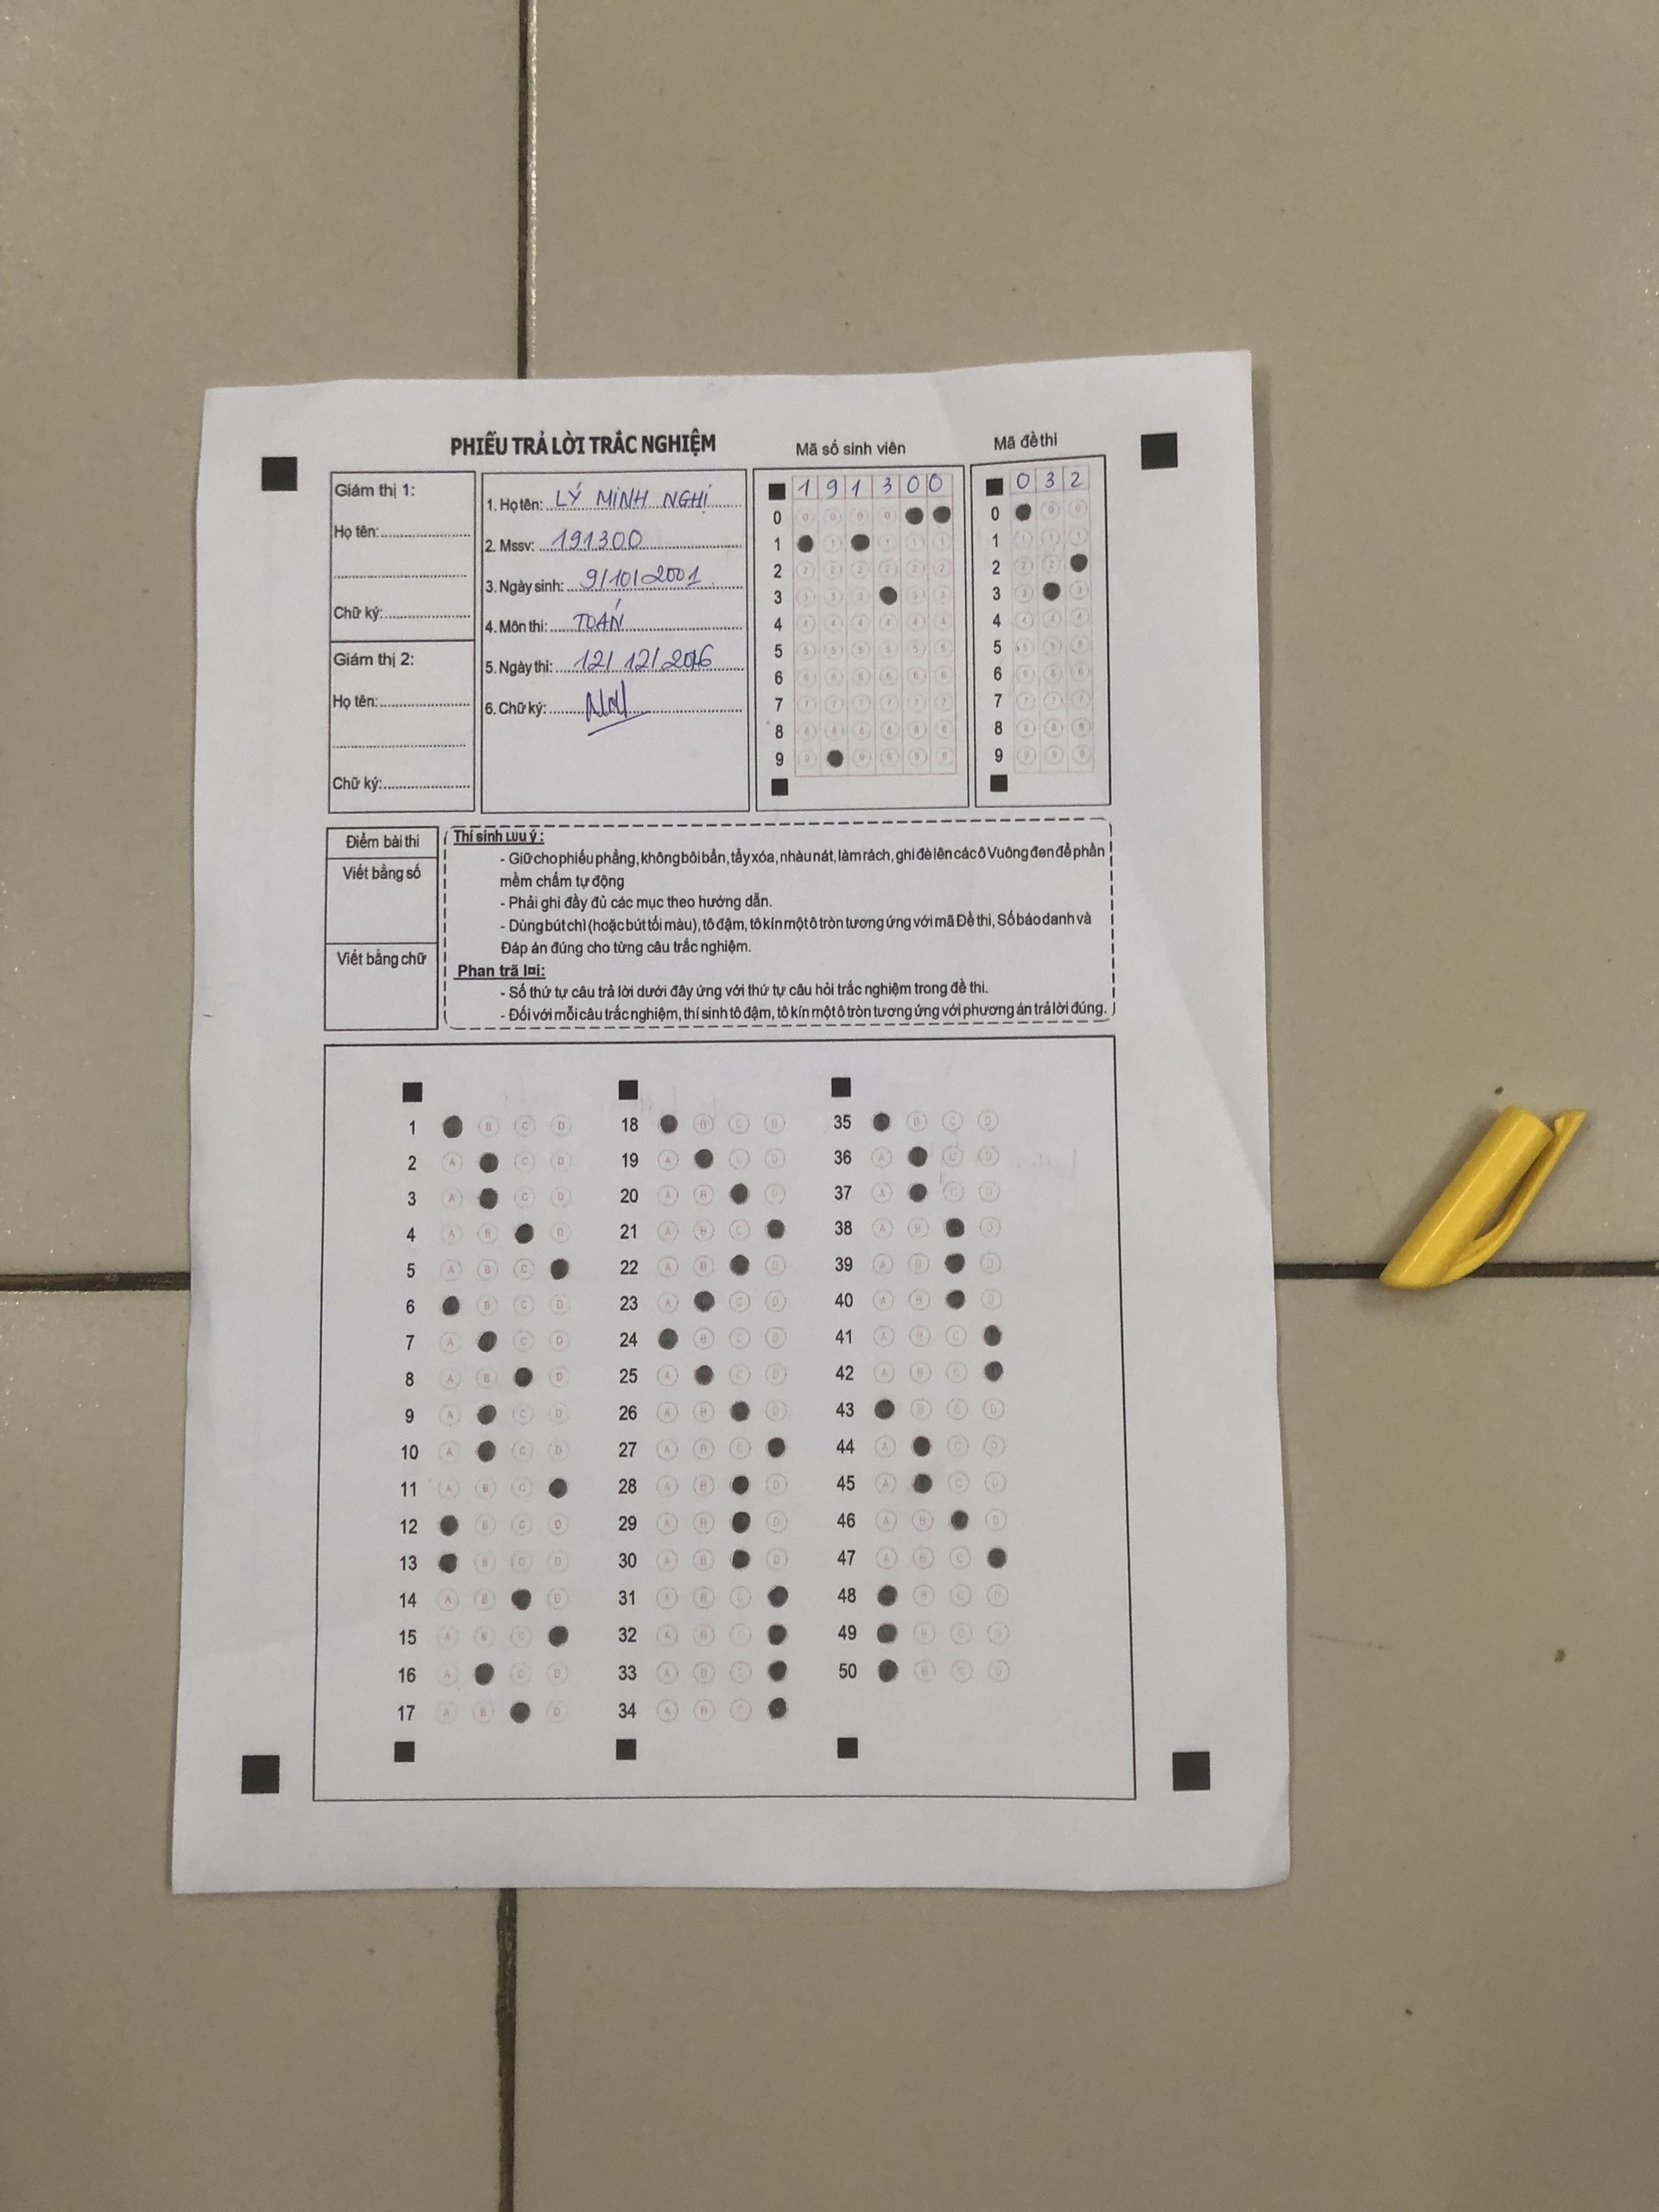 PHIẾU TRẢ LỜI TRẮC NGHIỆM
Mã số sinh viên
Mã đề thi
Giám thị 1:
Họ tên:
Chữ ký:
Giám thị 2:
Họ tên:
Chữ ký:
1. Họ tên: LÝ MINH NGHỊ
2. Mssv: 191300
3. Ngày sinh: 9/10/2001
4. Môn thi: TOÁN
5. Ngày thi: 12/12/2016
6. Chữ ký:
1 9 1 3 0 0
0
1
2
3
4
5
6
7
8
9
0 3 2
0
1
2
3
4
5
6
7
8
9
Điểm bài thi
Viết bằng số
Viết bằng chữ
Thí sinh Lưu ý:
- Giữ cho phiếu phẳng, không bôi bẩn, tẩy xóa, nhàu nát, làm rách, ghi đè lên các ô Vuông đen để phần
mềm chấm tự động
- Phải ghi đầy đủ các mục theo hướng dẫn.
- Dùng bút chì (hoặc bút tối màu), tô đậm, tô kín một ô tròn tương ứng với mã Đề thi, Số báo danh và
Đáp án đúng cho từng câu trắc nghiệm.
Phan trã lơi:
- Số thứ tự câu trả lời dưới đây ứng với thứ tự câu hỏi trắc nghiệm trong đề thi.
- Đối với mỗi câu trắc nghiệm, thí sinh tô đậm, tô kín một ô tròn tương ứng với phương án trả lời đúng.
1 B C D
2 A C D
3 A C D
4 A B D
5 A B C
6 B C D
7 A C D
8 A B D
9 A C D
10 A C D
11 A B C
12 B C D
13 B C D
14 A B D
15 A B C
16 A C D
17 A B D
18 B C D
19 A C D
20 A B D
21 A B C
22 A B D
23 A C D
24 B C D
25 A C D
26 A B D
27 A B C
28 A B D
29 A B D
30 A B D
31 A B C
32 A B C
33 A B C
34 A B C
35 B C D
36 A C D
37 A C D
38 A B D
39 A B D
40 A B D
41 A B C
42 A B C
43 B C D
44 A C D
45 A C D
46 A B D
47 A B C
48 B C D
49 B C D
50 B C D